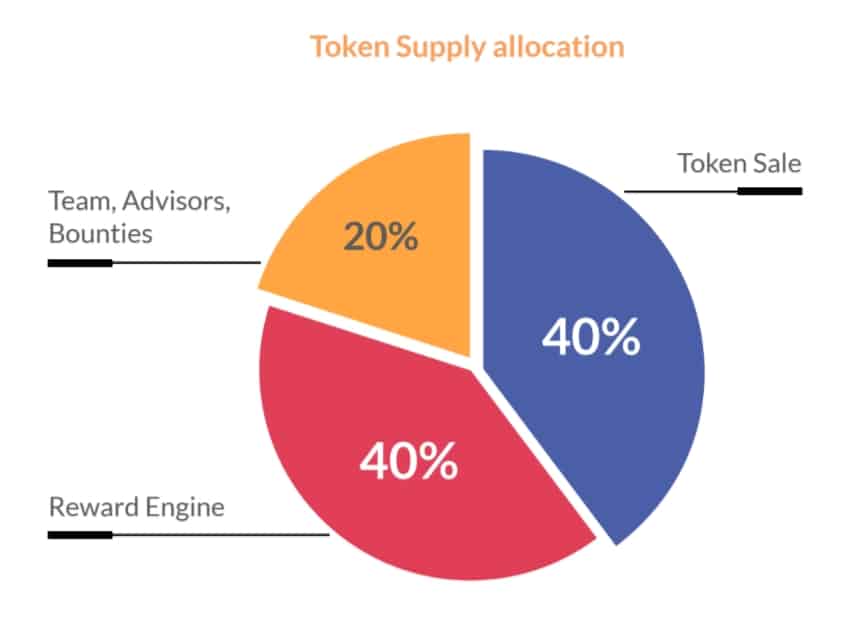 Token Supply allocation
Token Sale
Team, Advisors,
Bounties
20%
40%
40%
Reward Engine